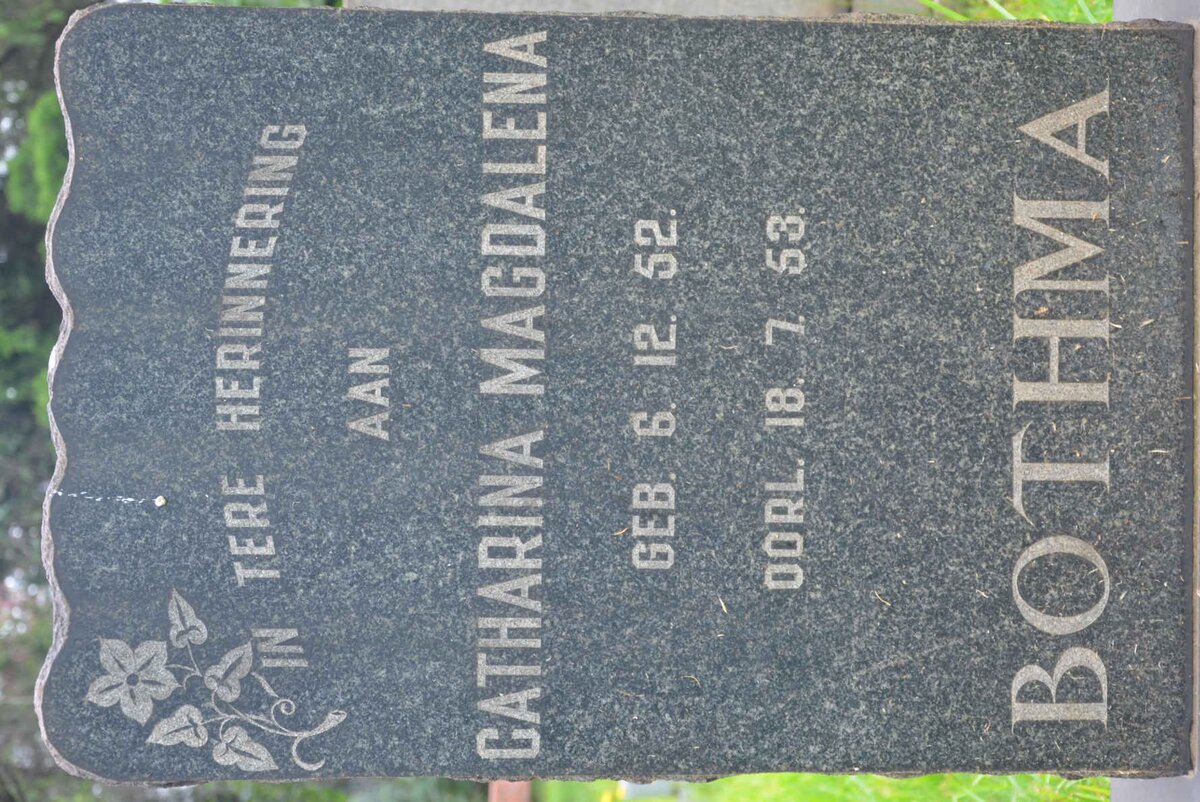 IN TERE HERINNERING
AAN
CATHARINA MAGDALENA
GEB. 6. 12. 52.
OORL. 18. 7. 53.
BOTHMA